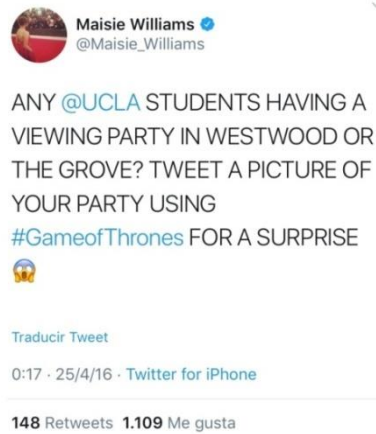 Maisie Williams
@Maisie_Williams
ANY @UCLA STUDENTS HAVING A
VIEWING PARTY IN WESTWOOD OR
THE GROVE? TWEET A PICTURE OF
YOUR PARTY USING
#GameofThrones FOR A SURPRISE
😱
Traducir Tweet
0:17 · 25/4/16 · Twitter for iPhone
148 Retweets 1.109 Me gusta